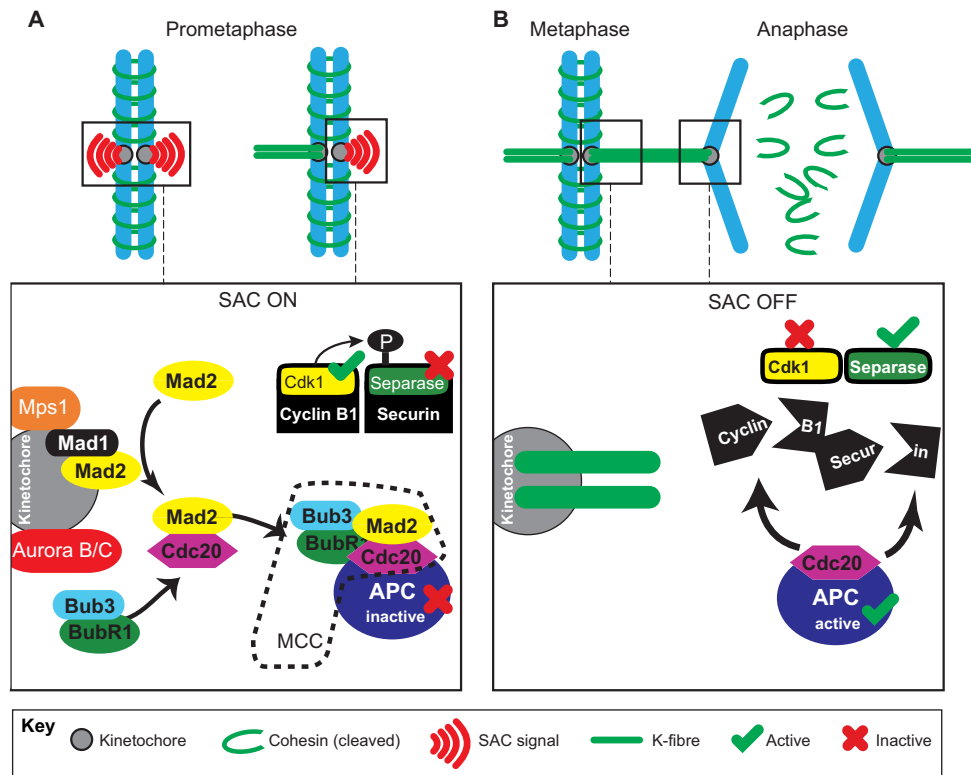 A
Prometaphase
B
Metaphase
Anaphase
SAC ON
Mad2
Mps1
Mad1
Mad2
Kinetochore
Aurora B/C
Mad2
Cdc20
Bub3
BubR1
P
Cdk1
Separase
Cyclin B1
Securin
Bub3
Mad2
BubR1
Cdc20
APC
inactive
MCC
SAC OFF
Cdk1
Separase
Cyclin
B1
Secur
in
Kinetochore
Cdc20
APC
active
Key
Kinetochore
Cohesin (cleaved)
SAC signal
K-fibre
Active
Inactive